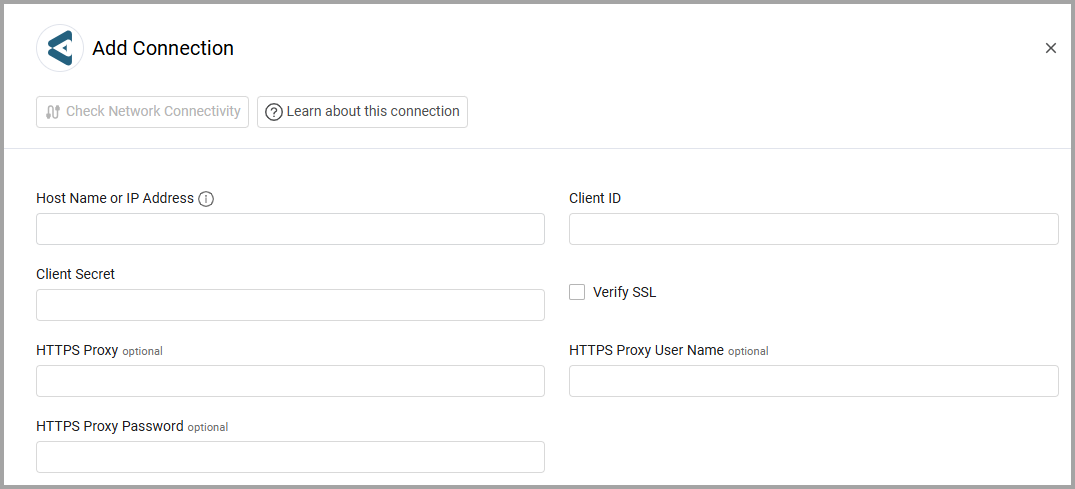 Add Connection
Check Network Connectivity
Learn about this connection
Host Name or IP Address
Client ID
Client Secret
Verify SSL
HTTPS Proxy optional
HTTPS Proxy User Name optional
HTTPS Proxy Password optional